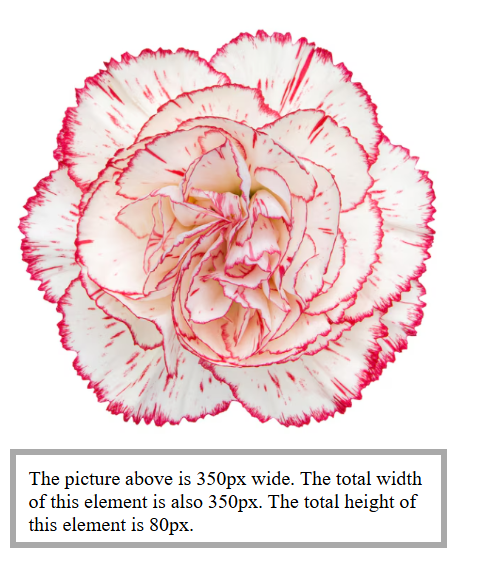 The picture above is 350px wide. The total width
of this element is also 350px. The total height of
this element is 80px.